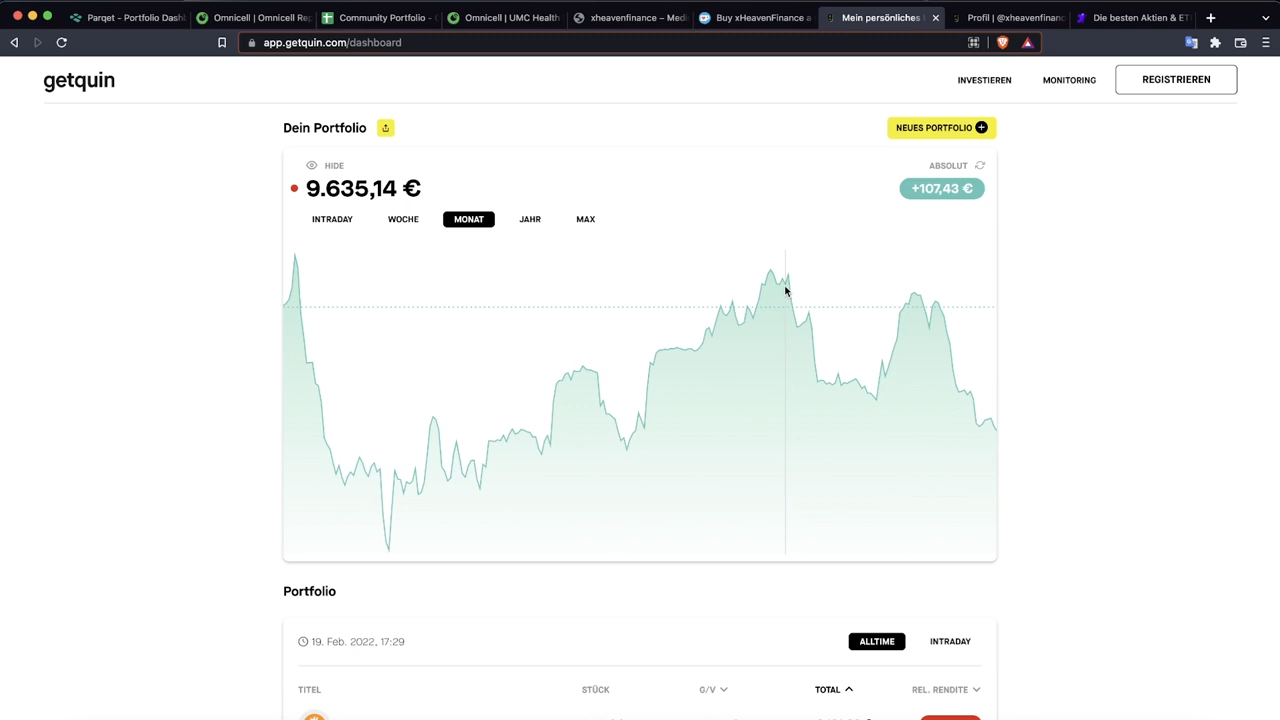 Parqet - Portfolio Dashb
Omnicell | Omnicell Rep
Community Portfolio - G
Omnicell | UMC Health
xheavenfinance – Medi
Buy xHeavenFinance a
Mein persönliches
Profil | @xheavenfinanc
Die besten Aktien & ET
app.getquin.com/dashboard
getquin
INVESTIEREN
MONITORING
REGISTRIEREN
Dein Portfolio
NEUES PORTFOLIO
HIDE
ABSOLUT
9.635,14 €
+107,43 €
INTRADAY
WOCHE
MONAT
JAHR
MAX
Portfolio
19. Feb. 2022, 17:29
ALLTIME
INTRADAY
TITEL
STÜCK
G/V
TOTAL
REL. RENDITE